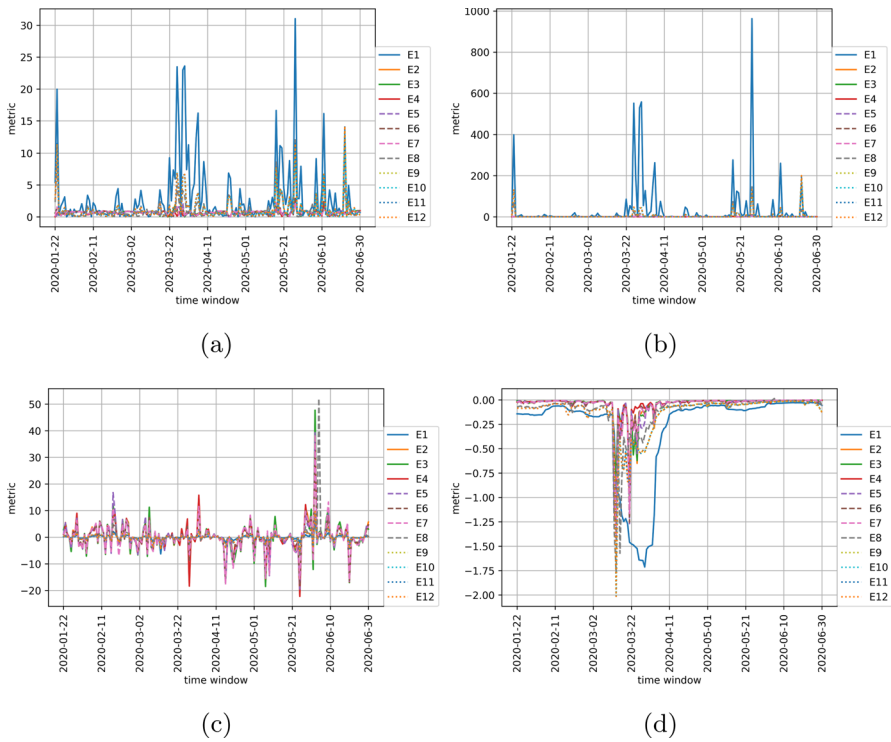 metric
30
25
20
15
10
5
0
2020-01-22
2020-02-11
2020-03-02
2020-03-22
2020-04-11
2020-05-01
2020-05-21
2020-06-10
2020-06-30
time window
E1
E2
E3
E4
E5
E6
E7
E8
E9
E10
E11
E12
(a)
metric
1000
800
600
400
200
0
2020-01-22
2020-02-11
2020-03-02
2020-03-22
2020-04-11
2020-05-01
2020-05-21
2020-06-10
2020-06-30
time window
E1
E2
E3
E4
E5
E6
E7
E8
E9
E10
E11
E12
(b)
metric
50
40
30
20
10
0
−10
−20
2020-01-22
2020-02-11
2020-03-02
2020-03-22
2020-04-11
2020-05-01
2020-05-21
2020-06-10
2020-06-30
time window
E1
E2
E3
E4
E5
E6
E7
E8
E9
E10
E11
E12
(c)
metric
0.00
−0.25
−0.50
−0.75
−1.00
−1.25
−1.50
−1.75
−2.00
2020-01-22
2020-02-11
2020-03-02
2020-03-22
2020-04-11
2020-05-01
2020-05-21
2020-06-10
2020-06-30
time window
E1
E2
E3
E4
E5
E6
E7
E8
E9
E10
E11
E12
(d)